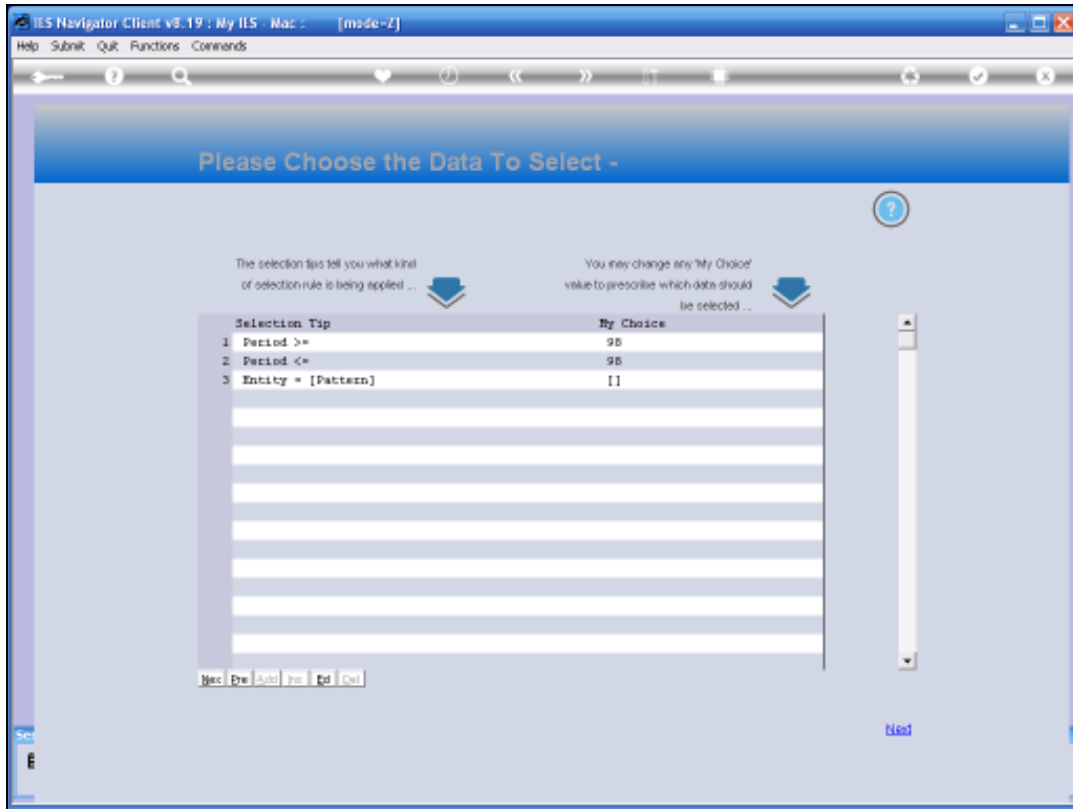 IES Navigator Client v8.19 : My IES - Mac : [mode=Z]
Help Submit Quit Functions Commands
Please Choose the Data To Select -
?
The selection tips tell you what kind
of selection rule is being applied ...
You may change any 'My Choice'
value to prescribe which data should
be selected ...
Selection Tip My Choice
1 Period >= 98
2 Period <= 98
3 Entity = [Pattern] []
Nex Pre Add Ins Ed Del
Next